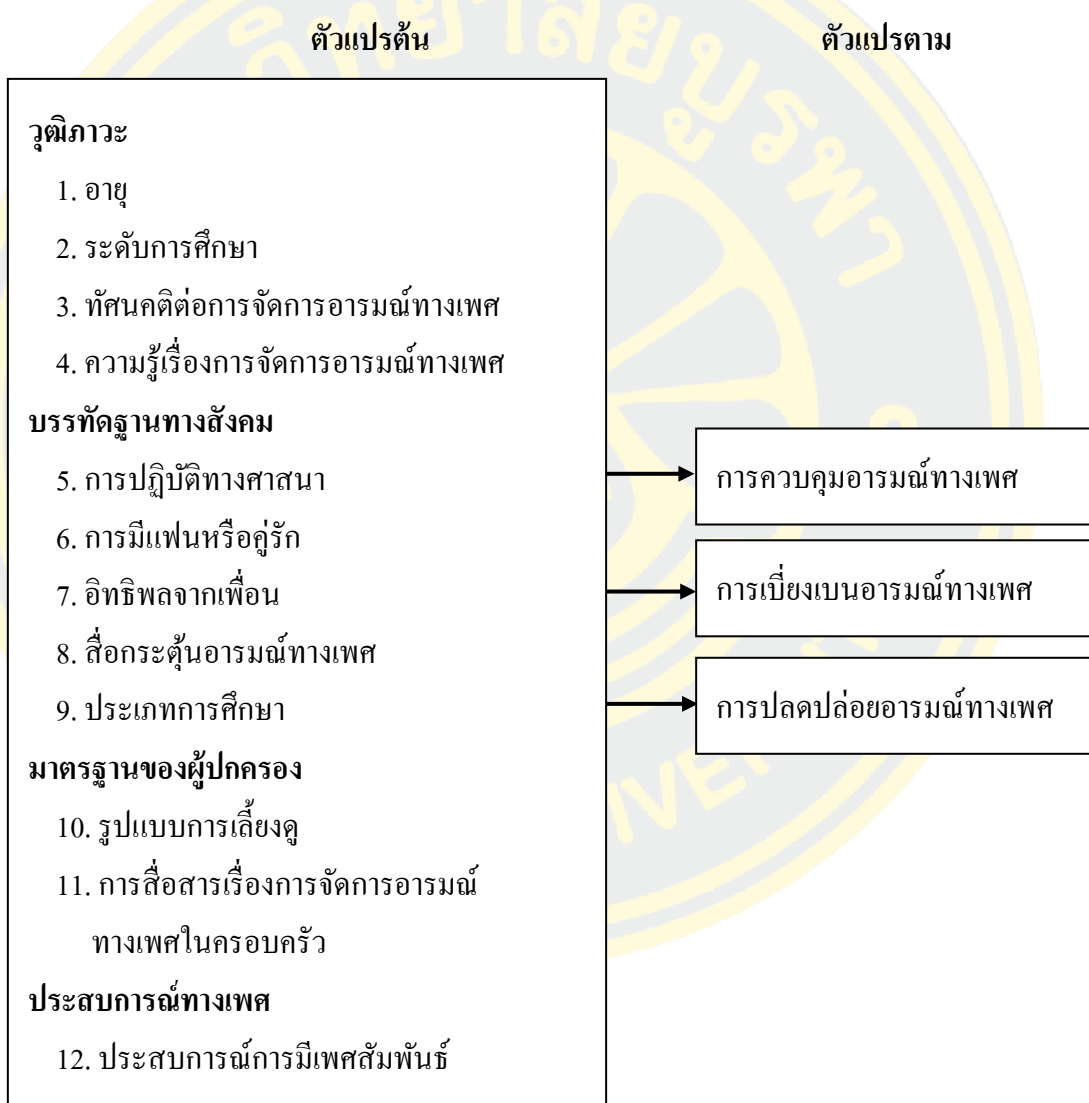 ตัวแปรต้น
ตัวแปรตาม
วุฒิภาวะ
1. อายุ
2. ระดับการศึกษา
3. ทัศนคติต่อการจัดการอารมณ์ทางเพศ
4. ความรู้เรื่องการจัดการอารมณ์ทางเพศ
บรรทัดฐานทางสังคม
5. การปฏิบัติทางศาสนา
6. การมีแฟนหรือคู่รัก
7. อิทธิพลจากเพื่อน
8. สื่อกระตุ้นอารมณ์ทางเพศ
9. ประเภทการศึกษา
มาตรฐานของผู้ปกครอง
10. รูปแบบการเลี้ยงดู
11. การสื่อสารเรื่องการจัดการอารมณ์
ทางเพศในครอบครัว
ประสบการณ์ทางเพศ
12. ประสบการณ์การมีเพศสัมพันธ์
การควบคุมอารมณ์ทางเพศ
การเบี่ยงเบนอารมณ์ทางเพศ
การปลดปล่อยอารมณ์ทางเพศ